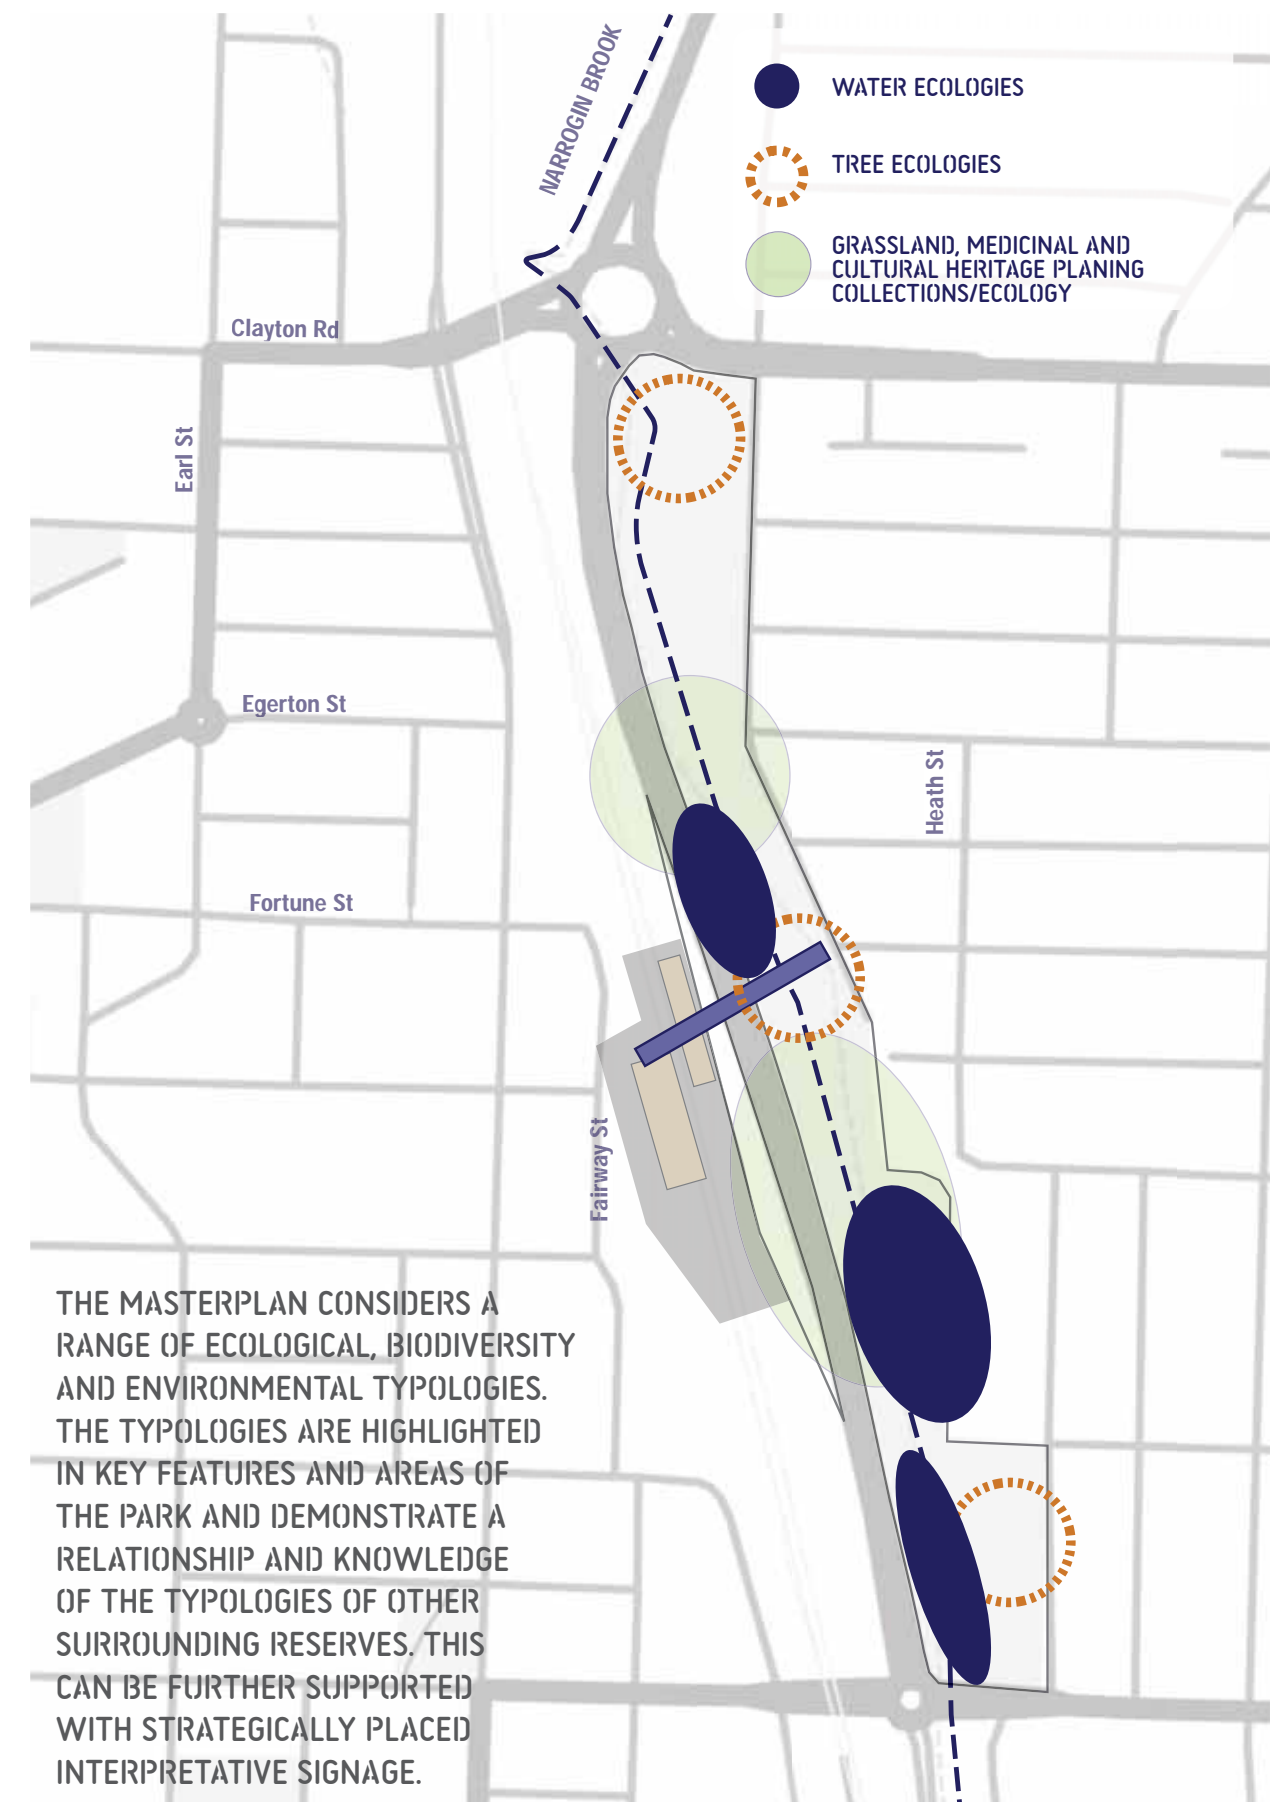 NARROGIN BROOK
WATER ECOLOGIES
TREE ECOLOGIES
GRASSLAND, MEDICINAL AND
CULTURAL HERITAGE PLANING
COLLECTIONS/ECOLOGY
Clayton Rd
Earl St
Egerton St
Heath St
Fortune St
Fairway St
THE MASTERPLAN CONSIDERS A
RANGE OF ECOLOGICAL, BIODIVERSITY
AND ENVIRONMENTAL TYPOLOGIES.
THE TYPOLOGIES ARE HIGHLIGHTED
IN KEY FEATURES AND AREAS OF
THE PARK AND DEMONSTRATE A
RELATIONSHIP AND KNOWLEDGE
OF THE TYPOLOGIES OF OTHER
SURROUNDING RESERVES. THIS
CAN BE FURTHER SUPPORTED
WITH STRATEGICALLY PLACED
INTERPRETATIVE SIGNAGE.